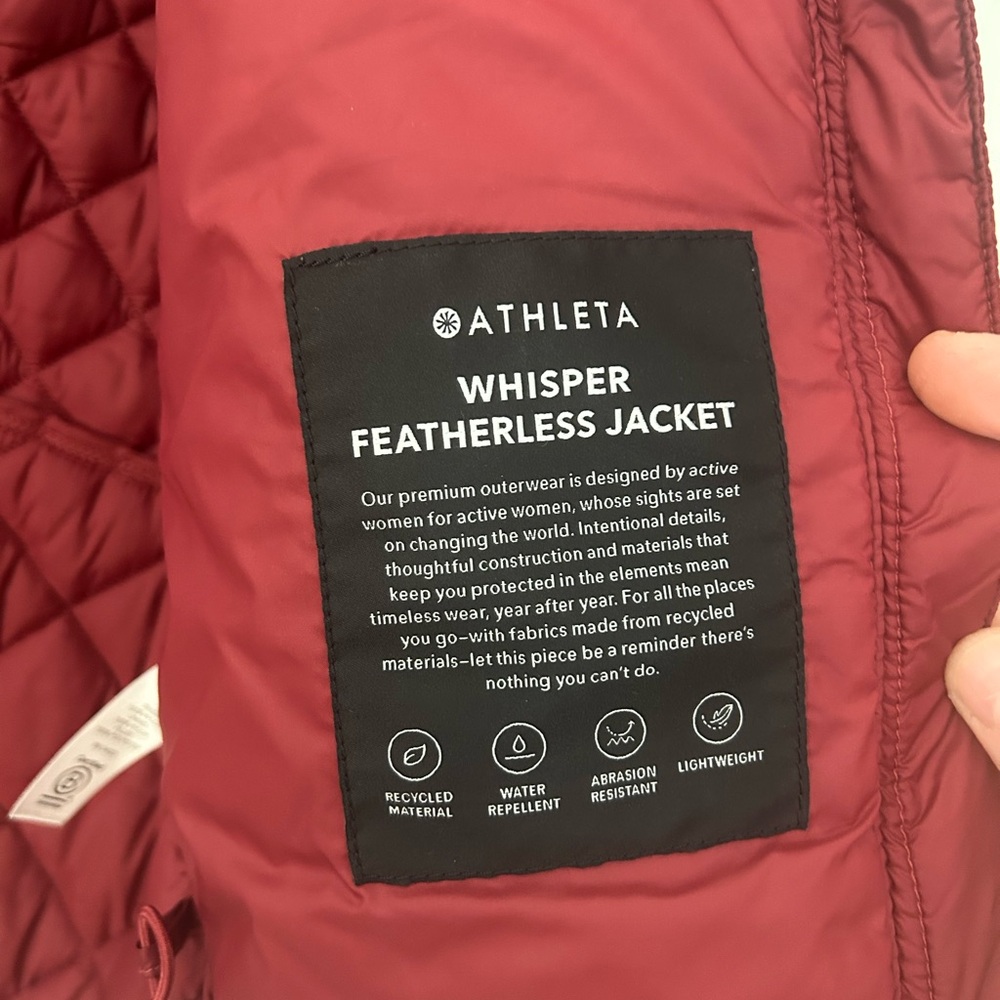 ATHLETA
WHISPER
FEATHERLESS JACKET
Our premium outerwear is designed by active
women for active women, whose sights are set
on changing the world. Intentional details,
thoughtful construction and materials that
keep you protected in the elements mean
timeless wear, year after year. For all the places
you go–with fabrics made from recycled
materials–let this piece be a reminder there's
nothing you can't do.
RECYCLED
MATERIAL
WATER
REPELLENT
ABRASION
RESISTANT
LIGHTWEIGHT